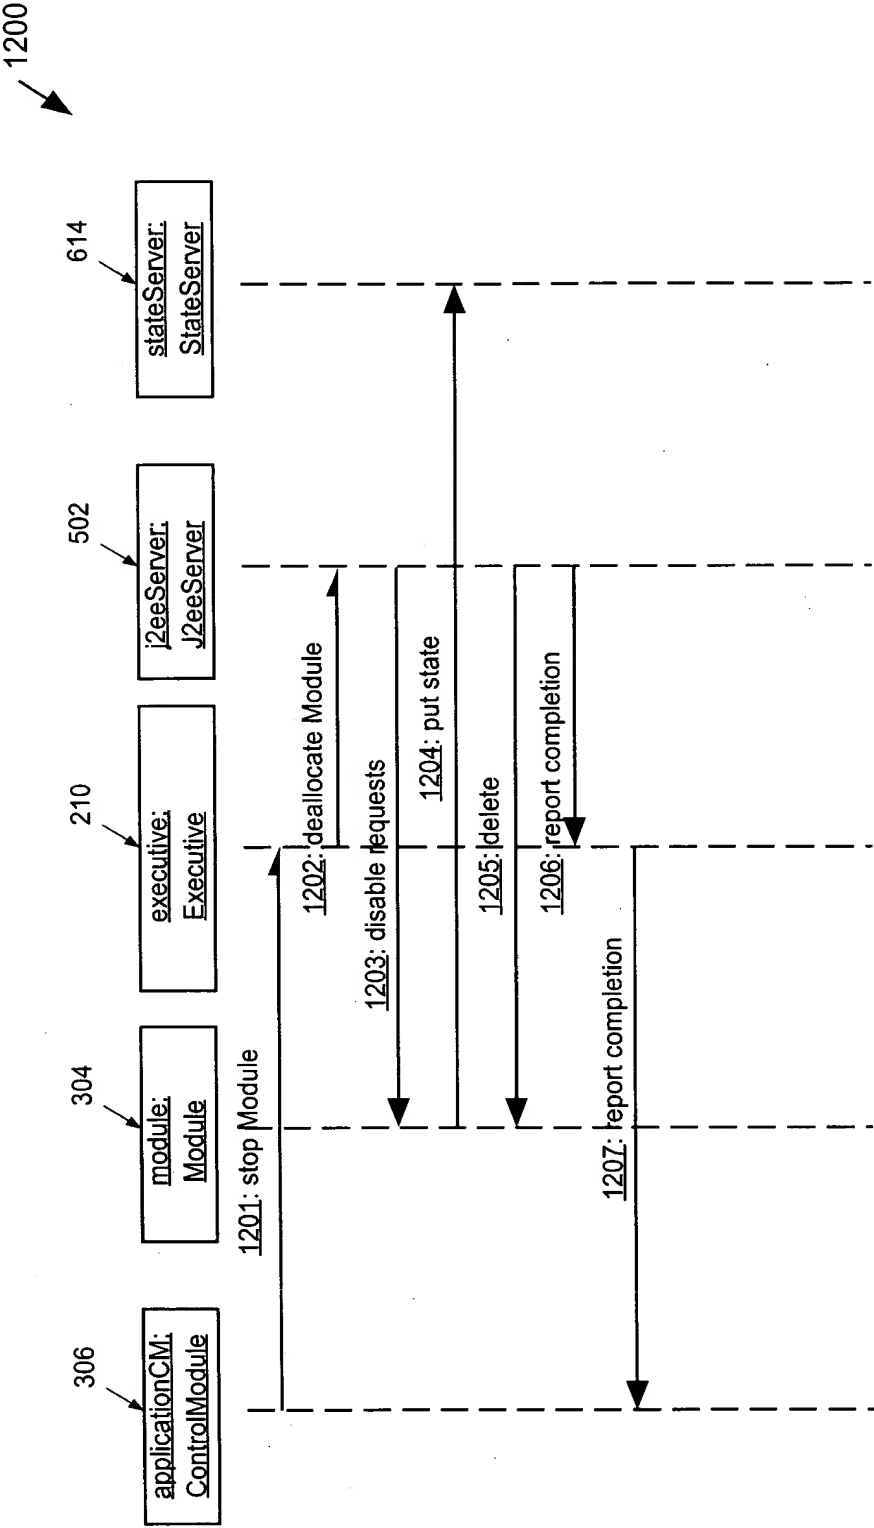 1200
306
applicationCM:
ControlModule
304
module:
Module
210
executive:
Executive
502
j2eeServer:
J2eeServer
614
stateServer:
StateServer
1201: stop Module
1202: deallocate Module
1203: disable requests
1204: put state
1205: delete
1206: report completion
1207: report completion